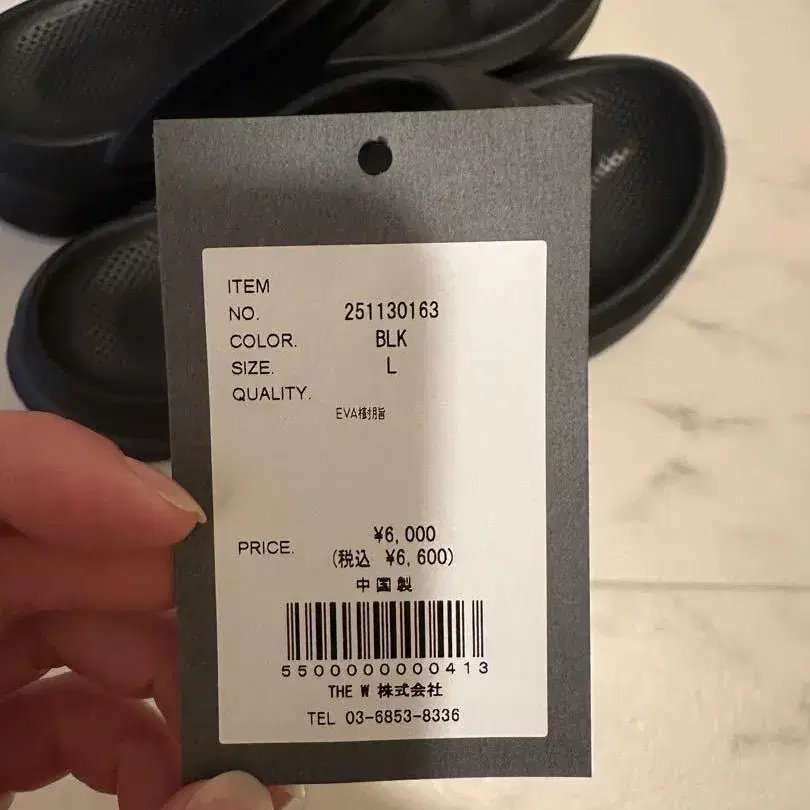 ITEM
NO. 251130163
COLOR. BLK
SIZE. L
QUALITY.
EVA樹脂
PRICE. ¥6,000
(税込 ¥6,600)
中国製
5500000000413
THE W 株式会社
TEL 03-6853-8336